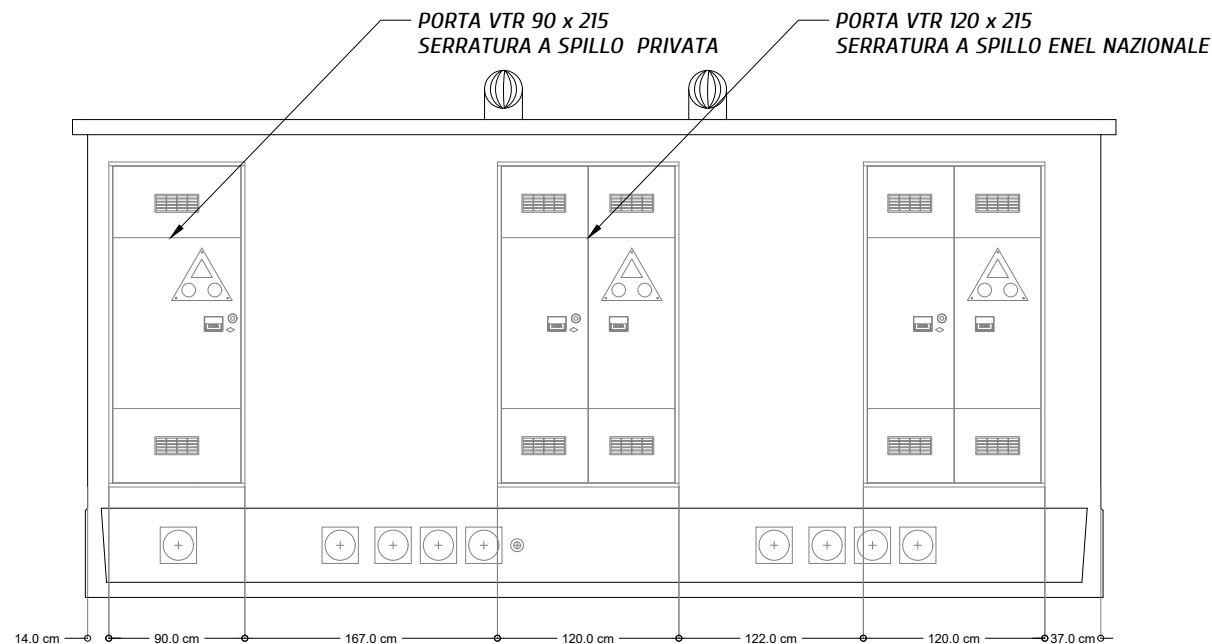 PORTA VTR 90 x 215
SERRATURA A SPILLO PRIVATA
PORTA VTR 120 x 215
SERRATURA A SPILLO ENEL NAZIONALE
14.0 cm
90.0 cm
167.0 cm
120.0 cm
122.0 cm
120.0 cm
37.0 cm